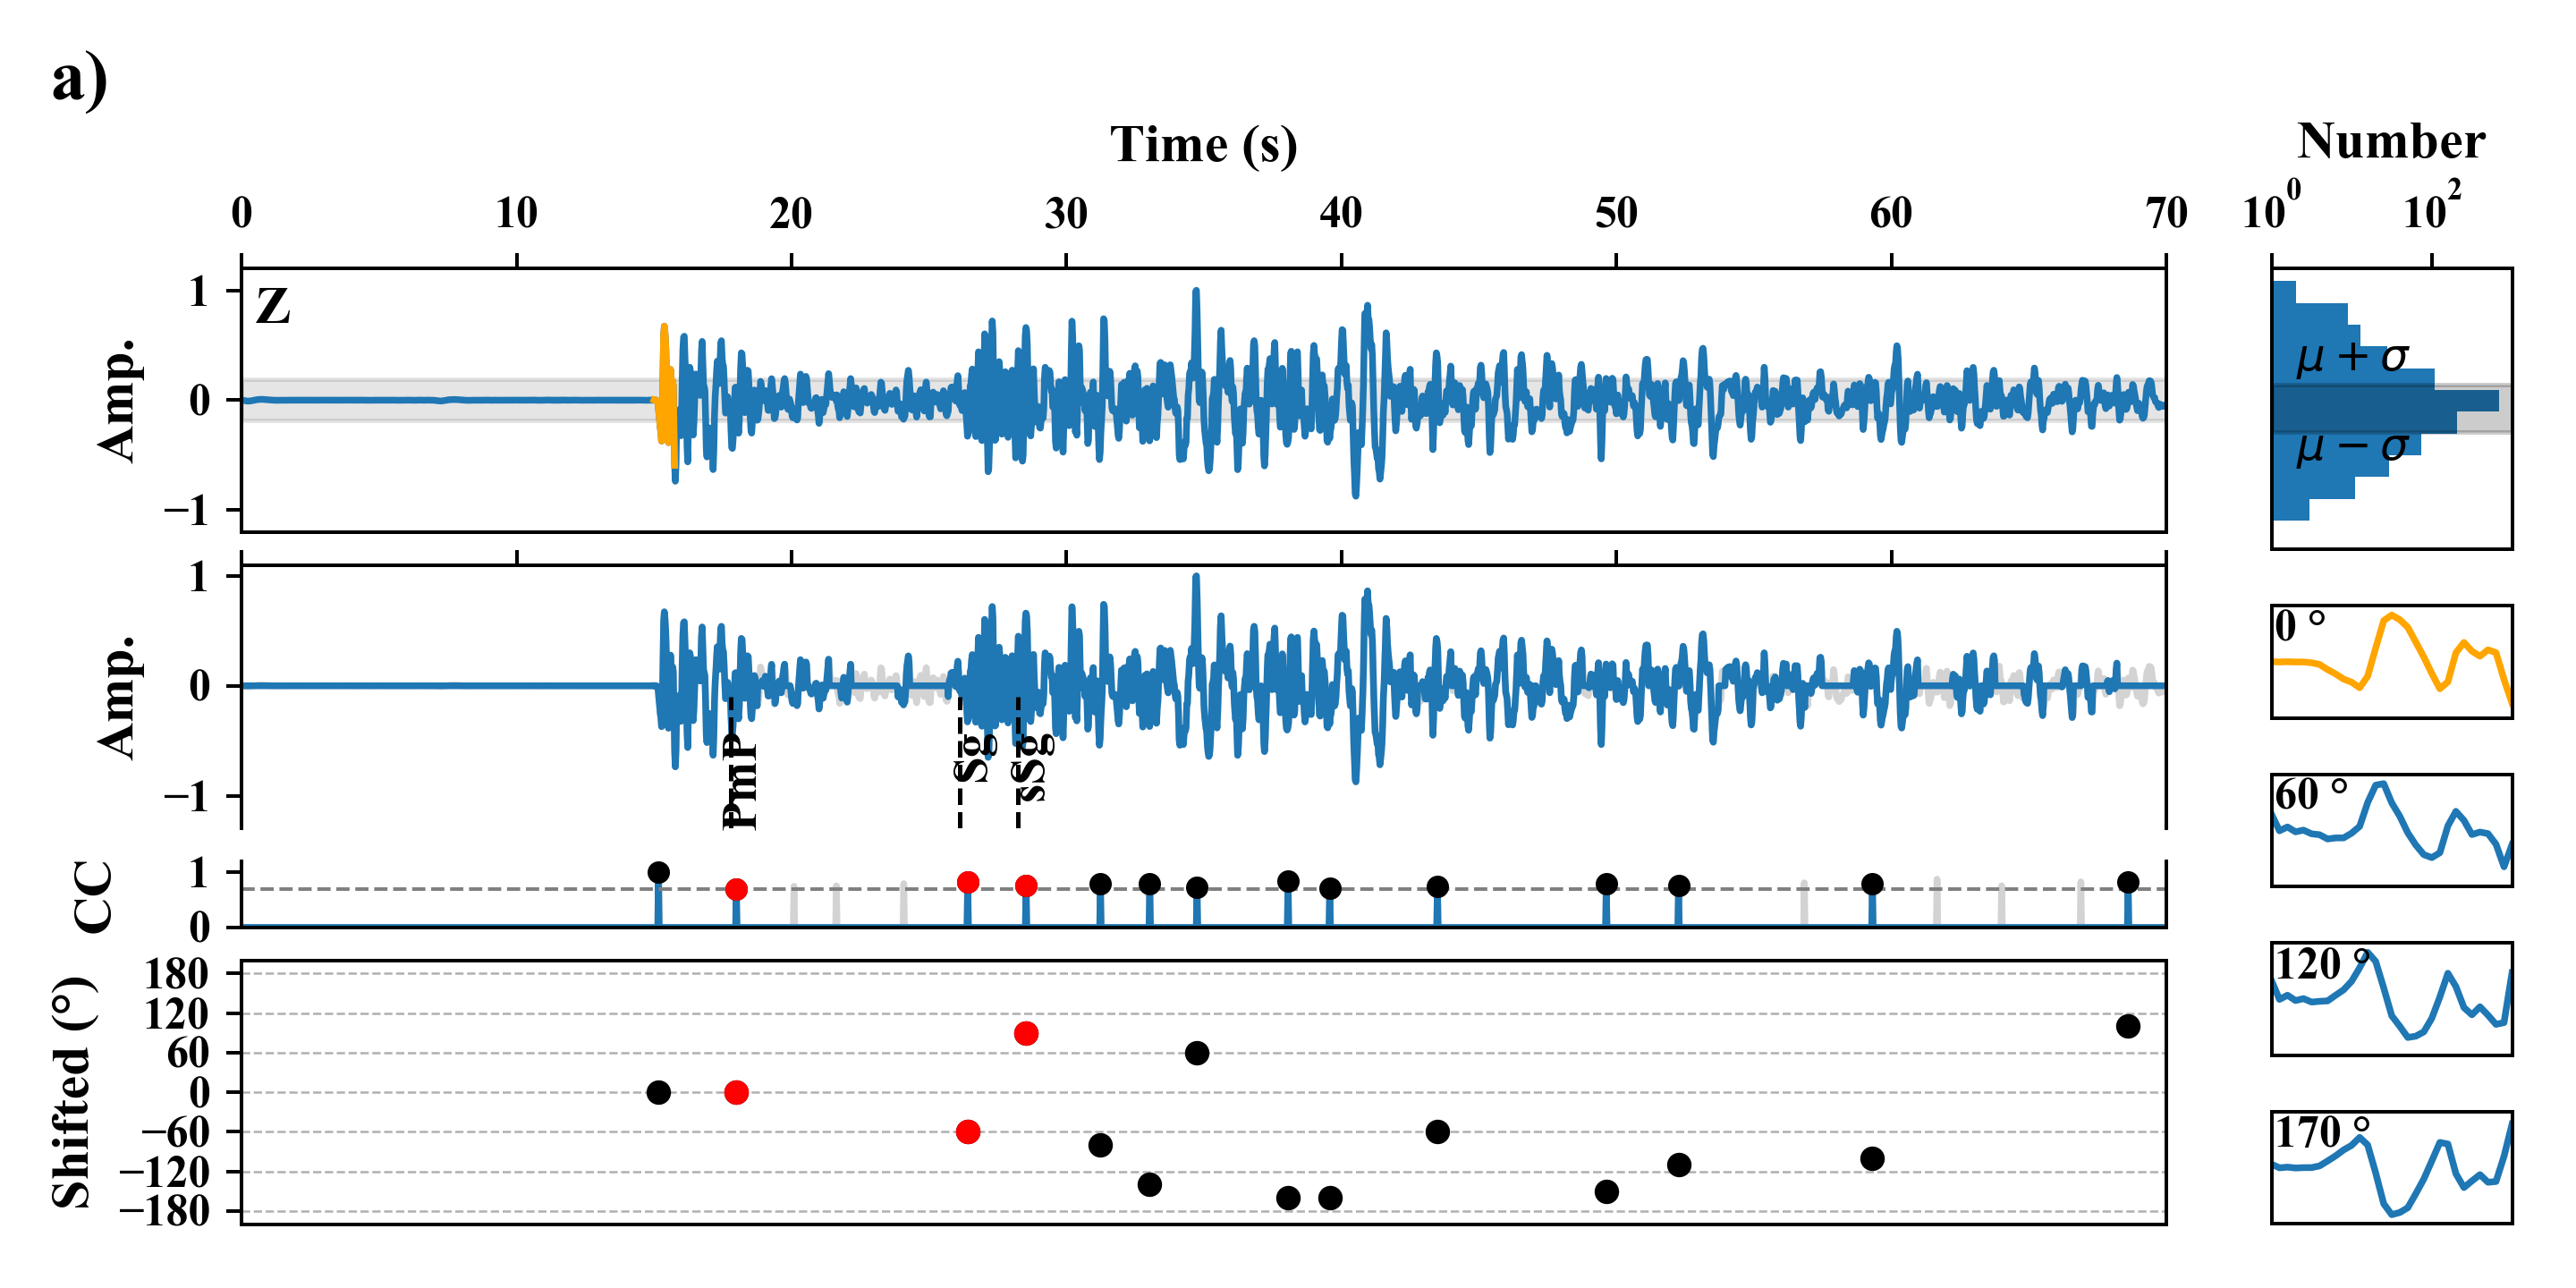 a)
Time (s)
Number
0 10 20 30 40 50 60 70
10^0 10^2
Amp.
1
0
−1
Z
μ + σ
μ − σ
Amp.
1
0
−1
PmP
Sg
sSg
0 °
60 °
CC
1
0
120 °
Shifted (°)
180
120
60
0
−60
−120
−180
170 °